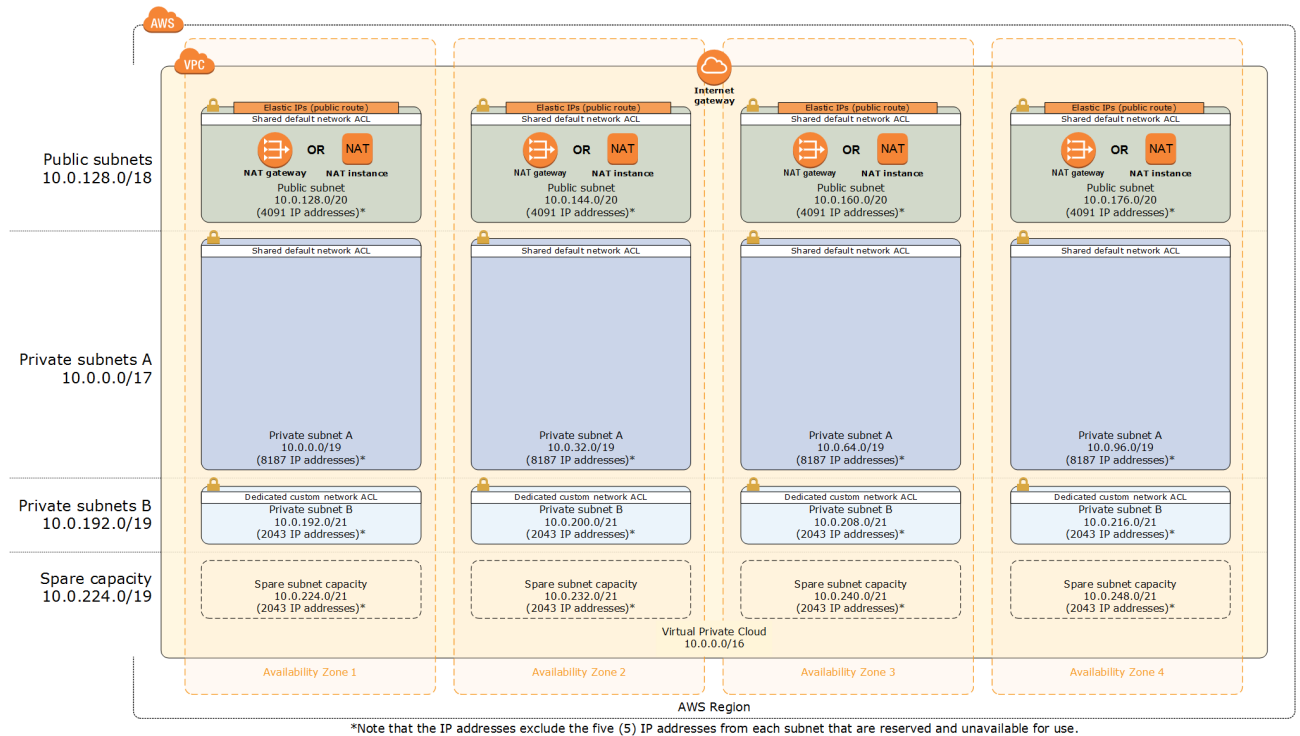 AWS
VPC
Internet
gateway
Public subnets
10.0.128.0/18
Elastic IPs (public route)
Shared default network ACL
OR
NAT
NAT gateway
NAT instance
Public subnet
10.0.128.0/20
(4091 IP addresses)*
Elastic IPs (public route)
Shared default network ACL
OR
NAT
NAT gateway
NAT instance
Public subnet
10.0.144.0/20
(4091 IP addresses)*
Elastic IPs (public route)
Shared default network ACL
OR
NAT
NAT gateway
NAT instance
Public subnet
10.0.160.0/20
(4091 IP addresses)*
Elastic IPs (public route)
Shared default network ACL
OR
NAT
NAT gateway
NAT instance
Public subnet
10.0.176.0/20
(4091 IP addresses)*
Private subnets A
10.0.0.0/17
Shared default network ACL
Private subnet A
10.0.0.0/19
(8187 IP addresses)*
Shared default network ACL
Private subnet A
10.0.32.0/19
(8187 IP addresses)*
Shared default network ACL
Private subnet A
10.0.64.0/19
(8187 IP addresses)*
Shared default network ACL
Private subnet A
10.0.96.0/19
(8187 IP addresses)*
Private subnets B
10.0.192.0/19
Dedicated custom network ACL
Private subnet B
10.0.192.0/21
(2043 IP addresses)*
Dedicated custom network ACL
Private subnet B
10.0.200.0/21
(2043 IP addresses)*
Dedicated custom network ACL
Private subnet B
10.0.208.0/21
(2043 IP addresses)*
Dedicated custom network ACL
Private subnet B
10.0.216.0/21
(2043 IP addresses)*
Spare capacity
10.0.224.0/19
Spare subnet capacity
10.0.224.0/21
(2043 IP addresses)*
Spare subnet capacity
10.0.232.0/21
(2043 IP addresses)*
Spare subnet capacity
10.0.240.0/21
(2043 IP addresses)*
Spare subnet capacity
10.0.248.0/21
(2043 IP addresses)*
Virtual Private Cloud
10.0.0.0/16
Availability Zone 1
Availability Zone 2
Availability Zone 3
Availability Zone 4
AWS Region
*Note that the IP addresses exclude the five (5) IP addresses from each subnet that are reserved and unavailable for use.